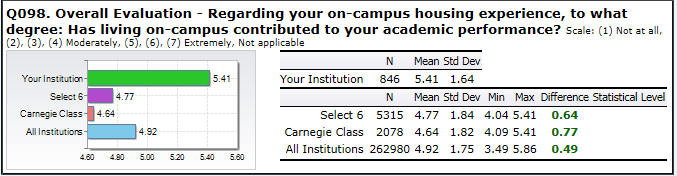 Q098. Overall Evaluation - Regarding your on-campus housing experience, to what
degree: Has living on-campus contributed to your academic performance? Scale: (1) Not at all,
(2), (3), (4) Moderately, (5), (6), (7) Extremely, Not applicable
Your Institution 5.41
Select 6 4.77
Carnegie Class 4.64
All Institutions 4.92
4.60 4.80 5.00 5.20 5.40 5.60
N Mean Std Dev
Your Institution 846 5.41 1.64
N Mean Std Dev Min Max Difference Statistical Level
Select 6 5315 4.77 1.84 4.04 5.41 0.64
Carnegie Class 2078 4.64 1.82 4.09 5.41 0.77
All Institutions 262980 4.92 1.75 3.49 5.86 0.49